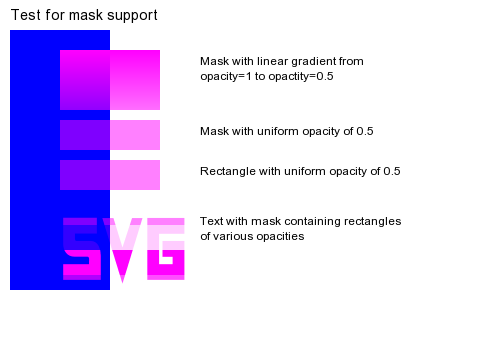 Test for mask support
Mask with linear gradient from
opacity=1 to opactity=0.5
Mask with uniform opacity of 0.5
Rectangle with uniform opacity of 0.5
SVG
Text with mask containing rectangles
of various opacities